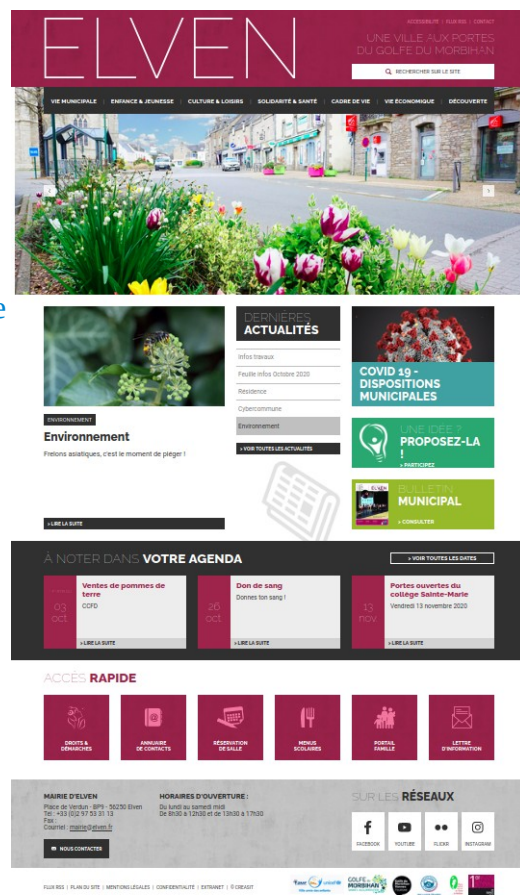 ELVEN
ACCESSIBILITÉ | FLUX RSS | CONTACT
UNE VILLE AUX PORTES
DU GOLFE DU MORBIHAN
RECHERCHER SUR LE SITE
VIE MUNICIPALE | ENFANCE & JEUNESSE | CULTURE & LOISIRS | SOLIDARITÉ & SANTÉ | CADRE DE VIE | VIE ÉCONOMIQUE | DÉCOUVERTE
e
ENVIRONNEMENT
Environnement
Frelons asiatiques, c'est le moment de piéger !
> LIRE LA SUITE
DERNIÈRES
ACTUALITÉS
Infos travaux
Feuille infos Octobre 2020
Résidence
Cybercommune
Environnement
> VOIR TOUTES LES ACTUALITÉS
COVID 19 -
DISPOSITIONS
MUNICIPALES
UNE IDÉE ?
PROPOSEZ-LA
!
> PARTICIPEZ
BULLETIN
MUNICIPAL
> CONSULTER
À NOTER DANS VOTRE AGENDA
> VOIR TOUTES LES DATES
03
oct.
Ventes de pommes de
terre
CCFD
> LIRE LA SUITE
26
oct.
Don de sang
Donnes ton sang !
> LIRE LA SUITE
13
nov.
Portes ouvertes du
collège Sainte-Marie
Vendredi 13 novembre 2020
> LIRE LA SUITE
ACCÈS RAPIDE
DROITS &
DÉMARCHES
ANNUAIRE
DE CONTACTS
RÉSERVATION
DE SALLE
MENUS
SCOLAIRES
PORTAIL
FAMILLE
LETTRE
D'INFORMATION
MAIRIE D'ELVEN
Place de Verdun - BP9 - 56250 Elven
Tel : +33 (0)2 97 53 31 13
Fax :
Courriel : mairie@elven.fr
NOUS CONTACTER
HORAIRES D'OUVERTURE :
Du lundi au samedi midi
De 8h30 à 12h30 et de 13h30 à 17h30
SUR LES RÉSEAUX
FACEBOOK
YOUTUBE
FLICKR
INSTAGRAM
FLUX RSS | PLAN DU SITE | MENTIONS LÉGALES | CONFIDENTIALITÉ | EXTRANET | © CREASIT
unicef
GOLFE
MORBIHAN